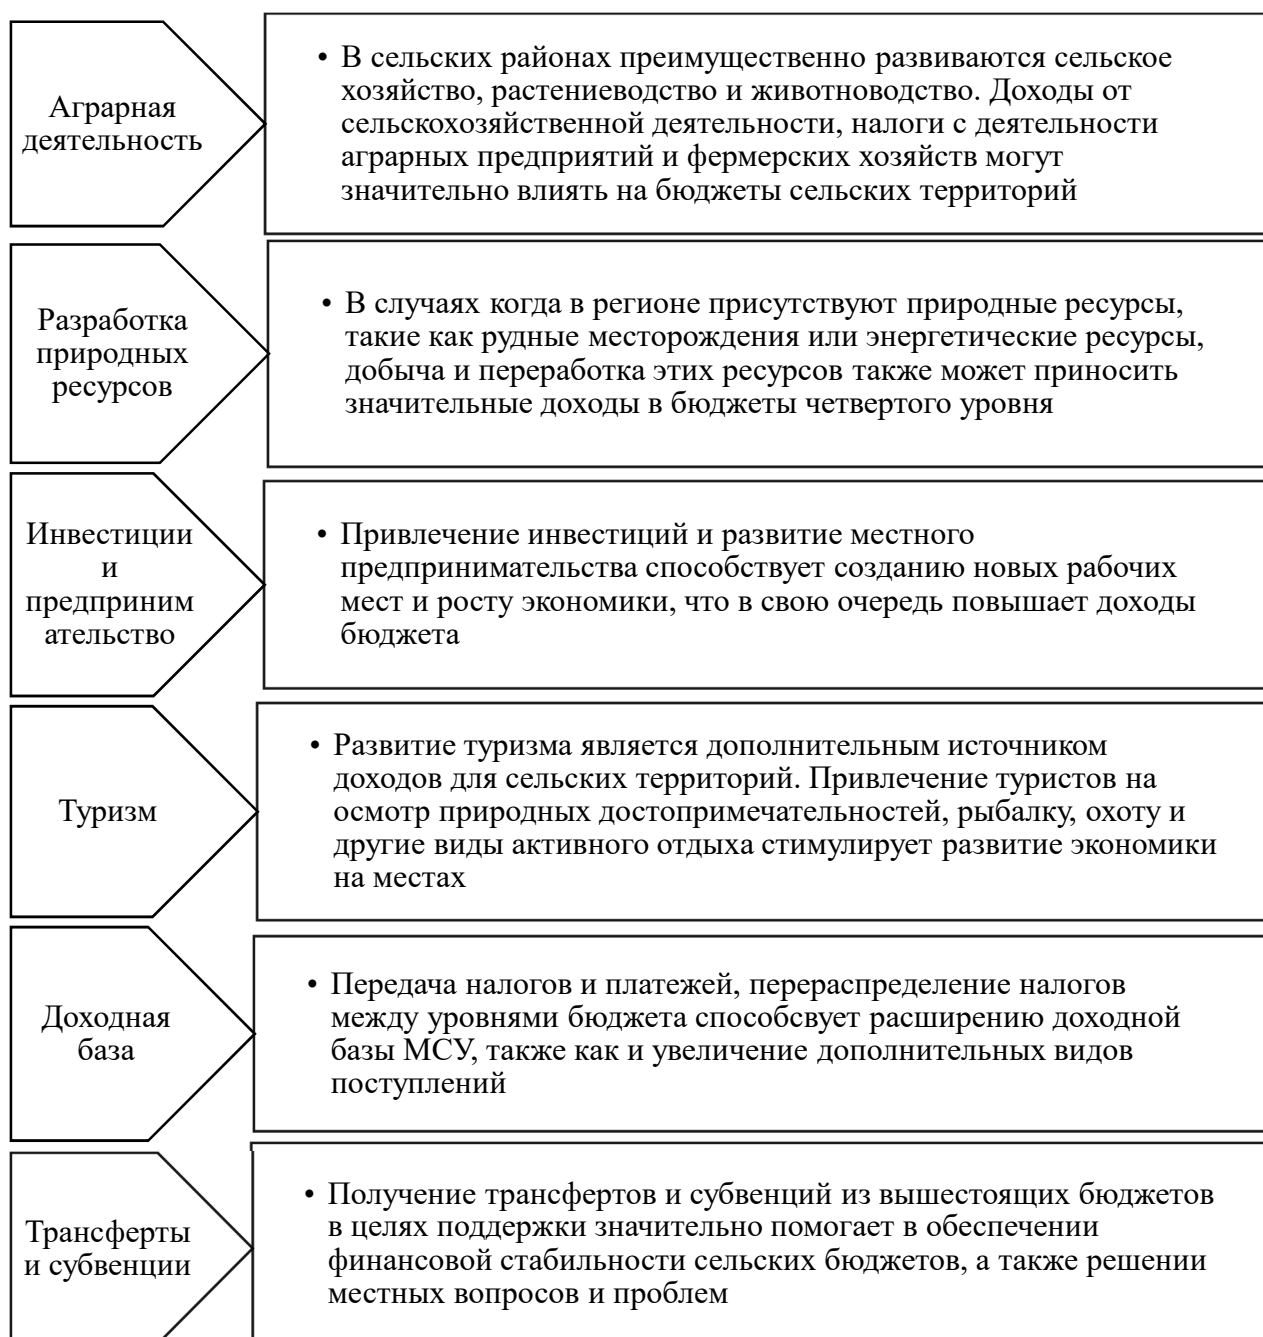 Аграрная
деятельность
• В сельских районах преимущественно развиваются сельское
хозяйство, растениеводство и животноводство. Доходы от
сельскохозяйственной деятельности, налоги с деятельности
аграрных предприятий и фермерских хозяйств могут
значительно влиять на бюджеты сельских территорий
Разработка
природных
ресурсов
• В случаях когда в регионе присутствуют природные ресурсы,
такие как рудные месторождения или энергетические ресурсы,
добыча и переработка этих ресурсов также может приносить
значительные доходы в бюджеты четвертого уровня
Инвестиции
и
предприним
ательство
• Привлечение инвестиций и развитие местного
предпринимательства способствует созданию новых рабочих
мест и росту экономики, что в свою очередь повышает доходы
бюджета
Туризм
• Развитие туризма является дополнительным источником
доходов для сельских территорий. Привлечение туристов на
осмотр природных достопримечательностей, рыбалку, охоту и
другие виды активного отдыха стимулирует развитие экономики
на местах
Доходная
база
• Передача налогов и платежей, перераспределение налогов
между уровнями бюджета способсвует расширению доходной
базы МСУ, также как и увеличение дополнительных видов
поступлений
Трансферты
и субвенции
• Получение трансфертов и субвенций из вышестоящих бюджетов
в целях поддержки значительно помогает в обеспечении
финансовой стабильности сельских бюджетов, а также решении
местных вопросов и проблем